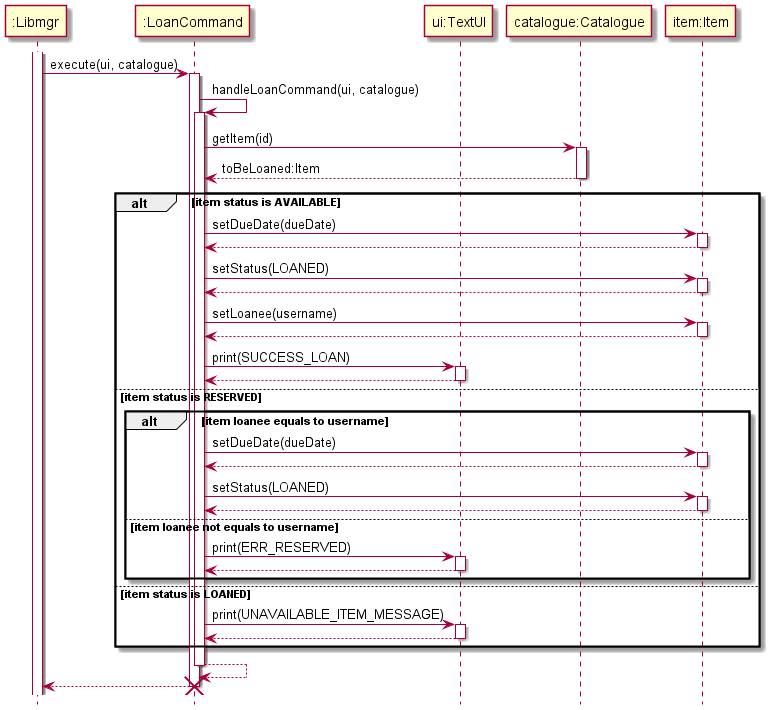 :Libmgr :LoanCommand ui:TextUI catalogue:Catalogue item:Item
execute(ui, catalogue)
handleLoanCommand(ui, catalogue)
getItem(id)
toBeLoaned:Item
alt [item status is AVAILABLE]
setDueDate(dueDate)
setStatus(LOANED)
setLoanee(username)
print(SUCCESS_LOAN)
[item status is RESERVED]
alt [item loanee equals to username]
setDueDate(dueDate)
setStatus(LOANED)
[item loanee not equals to username]
print(ERR_RESERVED)
[item status is LOANED]
print(UNAVAILABLE_ITEM_MESSAGE)